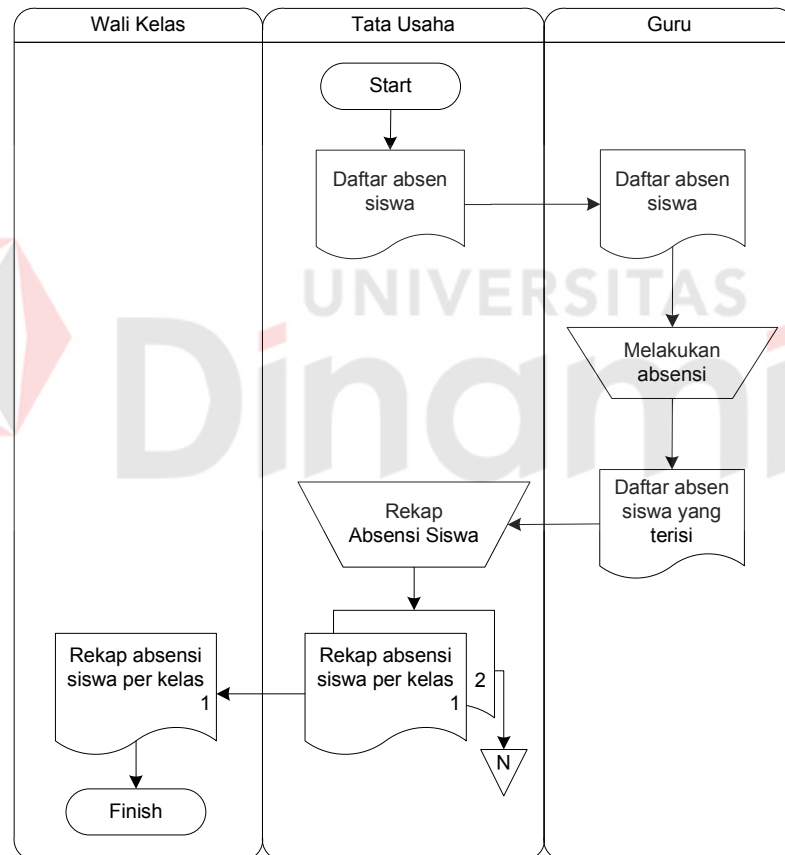 Wali Kelas
Tata Usaha
Guru
Start
Daftar absen
siswa
Daftar absen
siswa
UNIVERSITAS
Dinami
Melakukan
absensi
Daftar absen
siswa yang
terisi
Rekap
Absensi Siswa
Rekap absensi
siswa per kelas
1
2
Rekap absensi
siswa per kelas
1
N
Finish